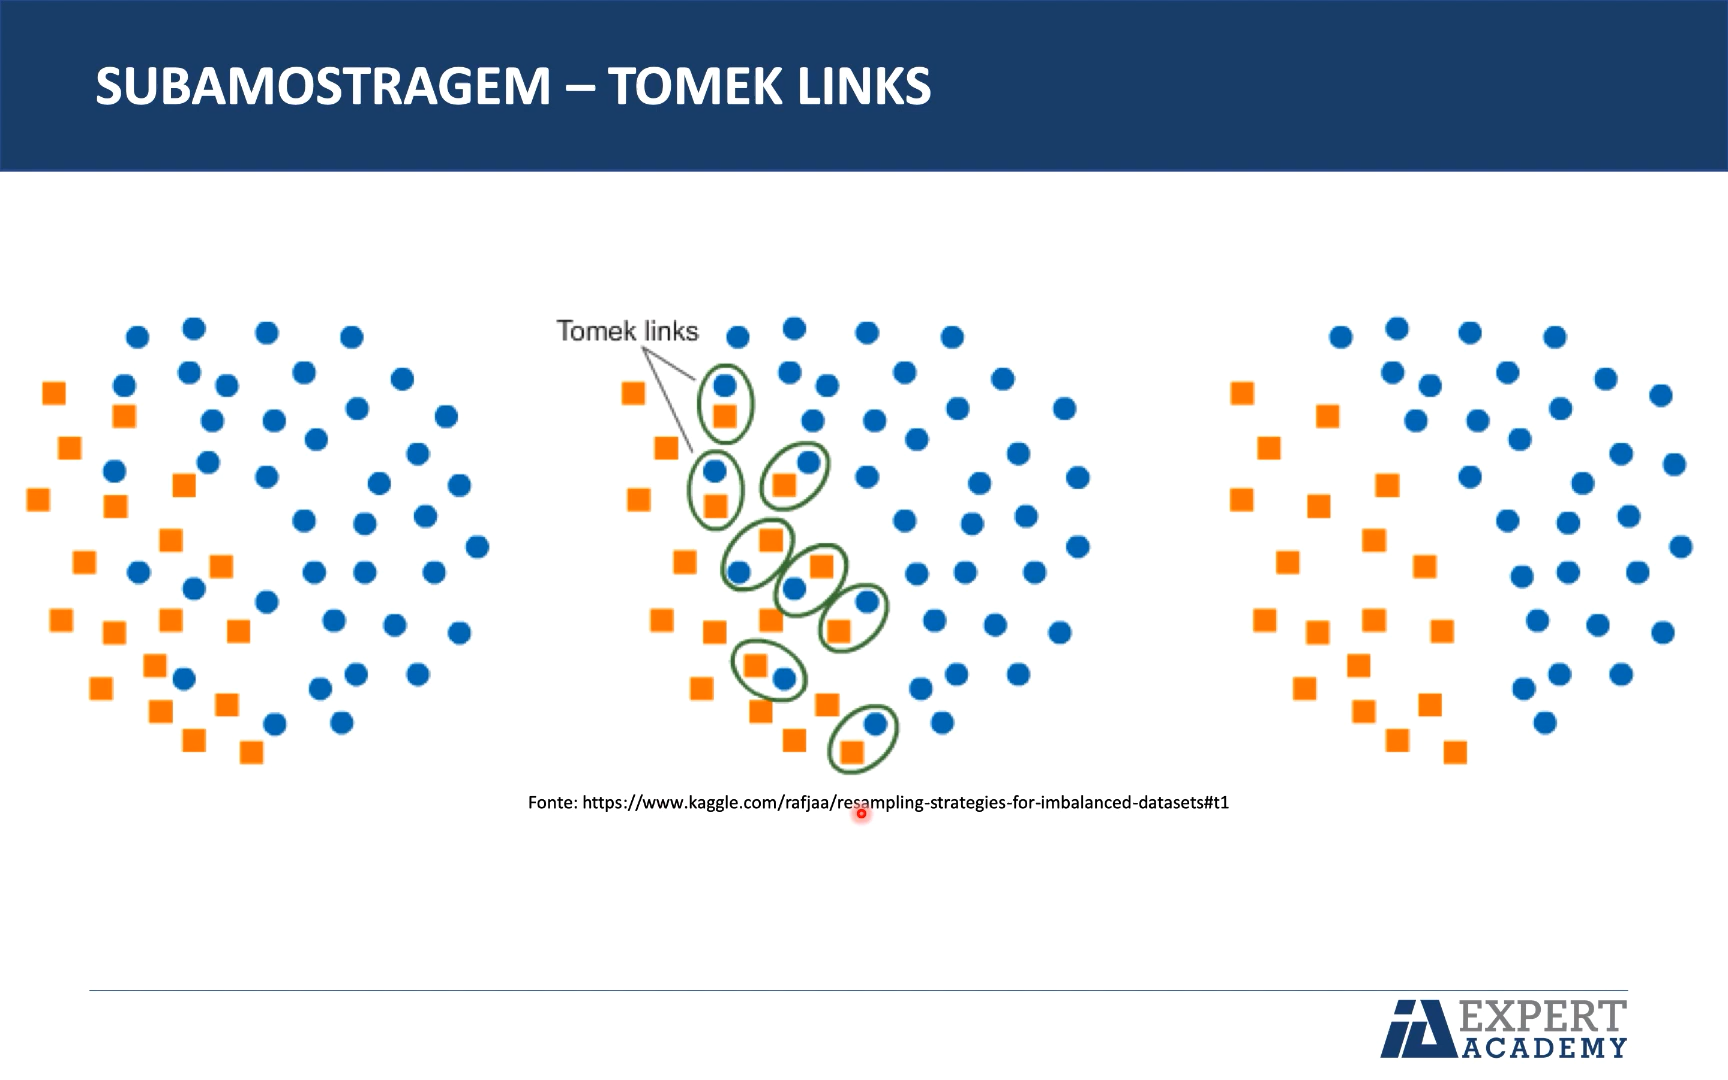 SUBAMOSTRAGEM – TOMEK LINKS
Tomek links
Fonte: https://www.kaggle.com/rafjaa/resampling-strategies-for-imbalanced-datasets#t1
IA EXPERT
ACADEMY